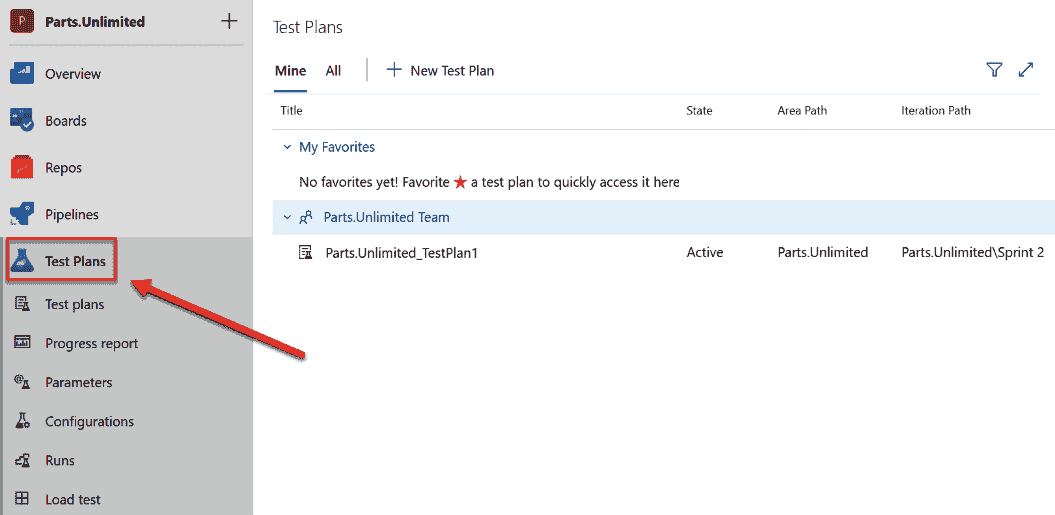 P Parts.Unlimited +
Overview
Boards
Repos
Pipelines
Test Plans
Test plans
Progress report
Parameters
Configurations
Runs
Load test
Test Plans
Mine All + New Test Plan
Title State Area Path Iteration Path
My Favorites
No favorites yet! Favorite ★ a test plan to quickly access it here
Parts.Unlimited Team
Parts.Unlimited_TestPlan1 Active Parts.Unlimited Parts.Unlimited\Sprint 2